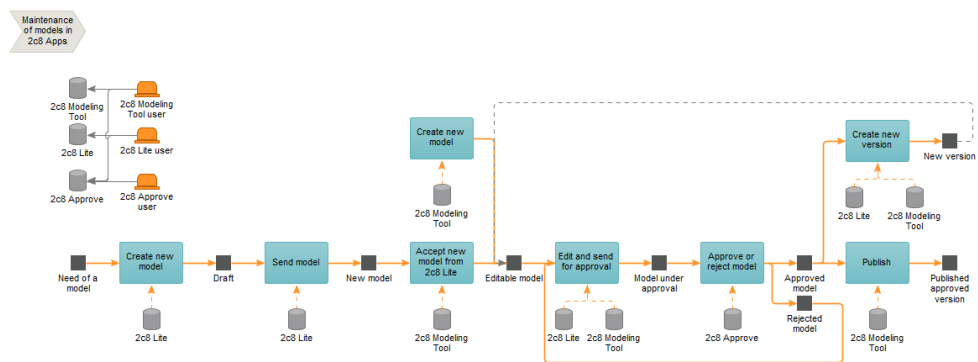 Maintenance
of models in
2c8 Apps
2c8 Modeling
Tool
2c8 Modeling
Tool user
2c8 Lite
2c8 Lite user
2c8 Approve
2c8 Approve
user
Create new
model
2c8 Modeling
Tool
Create new
version
New version
2c8 Lite
2c8 Modeling
Tool
Need of a
model
Create new
model
Draft
Send model
New model
Accept new
model from
2c8 Lite
Editable model
Edit and send
for approval
Model under
approval
Approve or
reject model
Approved
model
Publish
Published
approved
version
Rejected
model
2c8 Lite
2c8 Lite
2c8 Modeling
Tool
2c8 Lite
2c8 Modeling
Tool
2c8 Approve
2c8 Modeling
Tool